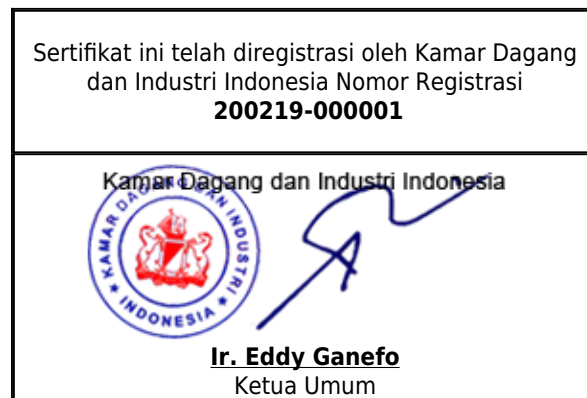 Sertifikat ini telah diregistrasi oleh Kamar Dagang
dan Industri Indonesia Nomor Registrasi
200219-000001
Kamar Dagang dan Industri Indonesia
KAMAR DAGANG DAN INDUSTRI
INDONESIA
Ir. Eddy Ganefo
Ketua Umum